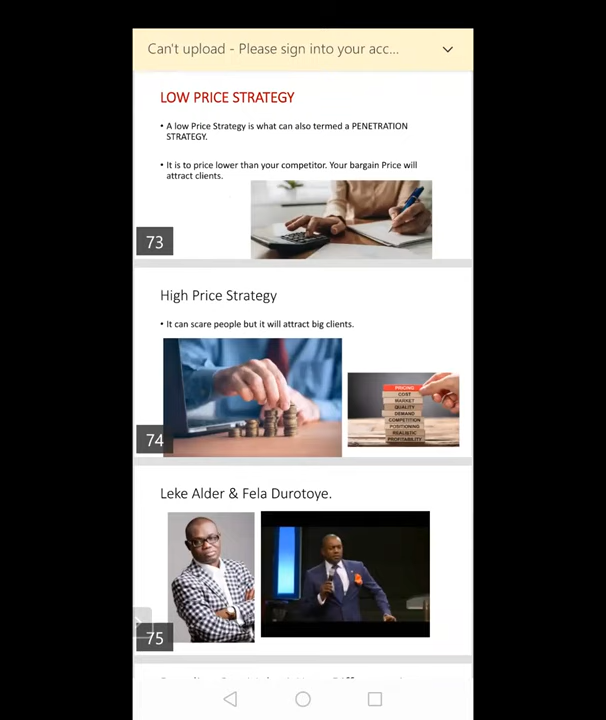 Can't upload - Please sign into your acc...
LOW PRICE STRATEGY
• A low Price Strategy is what can also termed a PENETRATION
STRATEGY.
• It is to price lower than your competitor. Your bargain Price will
attract clients.
73
High Price Strategy
• It can scare people but it will attract big clients.
PRICING
COST
MARKET
QUALITY
DEMAND
COMPETITION
POSITIONING
REALISTIC
PROFITABILITY
74
Leke Alder & Fela Durotoye.
75